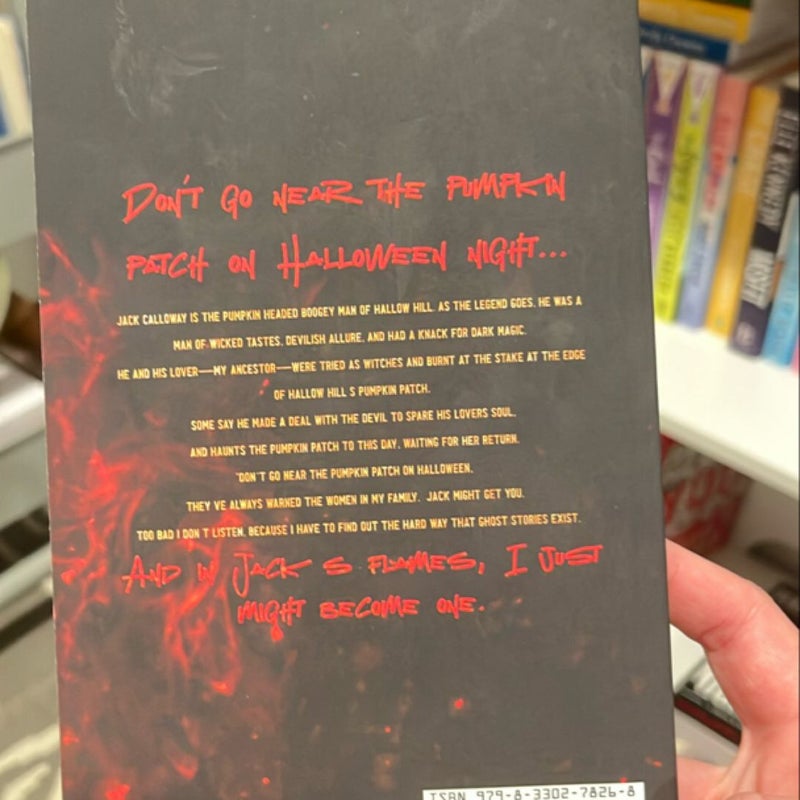 DON'T GO NEAR THE PUMPKIN
PATCH ON HALLOWEEN NIGHT...
JACK CALLOWAY IS THE PUMPKIN HEADED BOOGEY MAN OF HALLOW HILL. AS THE LEGEND GOES, HE WAS A
MAN OF WICKED TASTES, DEVILISH ALLURE, AND HAD A KNACK FOR DARK MAGIC.
HE AND HIS LOVER—MY ANCESTOR—WERE TRIED AS WITCHES AND BURNT AT THE STAKE AT THE EDGE
OF HALLOW HILL S PUMPKIN PATCH.
SOME SAY HE MADE A DEAL WITH THE DEVIL TO SPARE HIS LOVERS SOUL,
AND HAUNTS THE PUMPKIN PATCH TO THIS DAY, WAITING FOR HER RETURN.
"DON'T GO NEAR THE PUMPKIN PATCH ON HALLOWEEN,
THEY VE ALWAYS WARNED THE WOMEN IN MY FAMILY. JACK MIGHT GET YOU.
TOO BAD I DON T LISTEN, BECAUSE I HAVE TO FIND OUT THE HARD WAY THAT GHOST STORIES EXIST.
AND IN JACK S FLAMES, I JUST
MIGHT BECOME ONE.
ISBN 979-8-3302-7826-8
ELLE KENNEDY